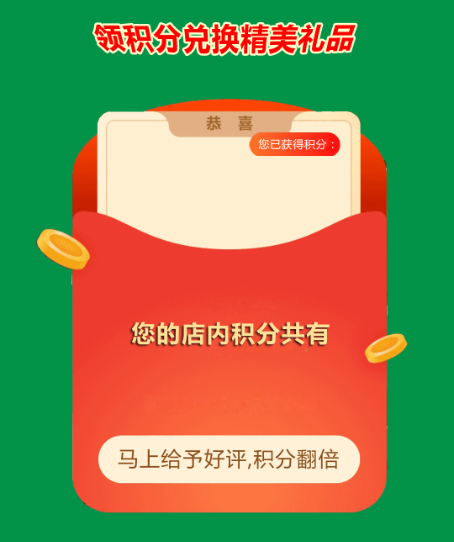 领积分兑换精美礼品
恭 喜
您已获得积分：
您的店内积分共有
马上给予好评,积分翻倍